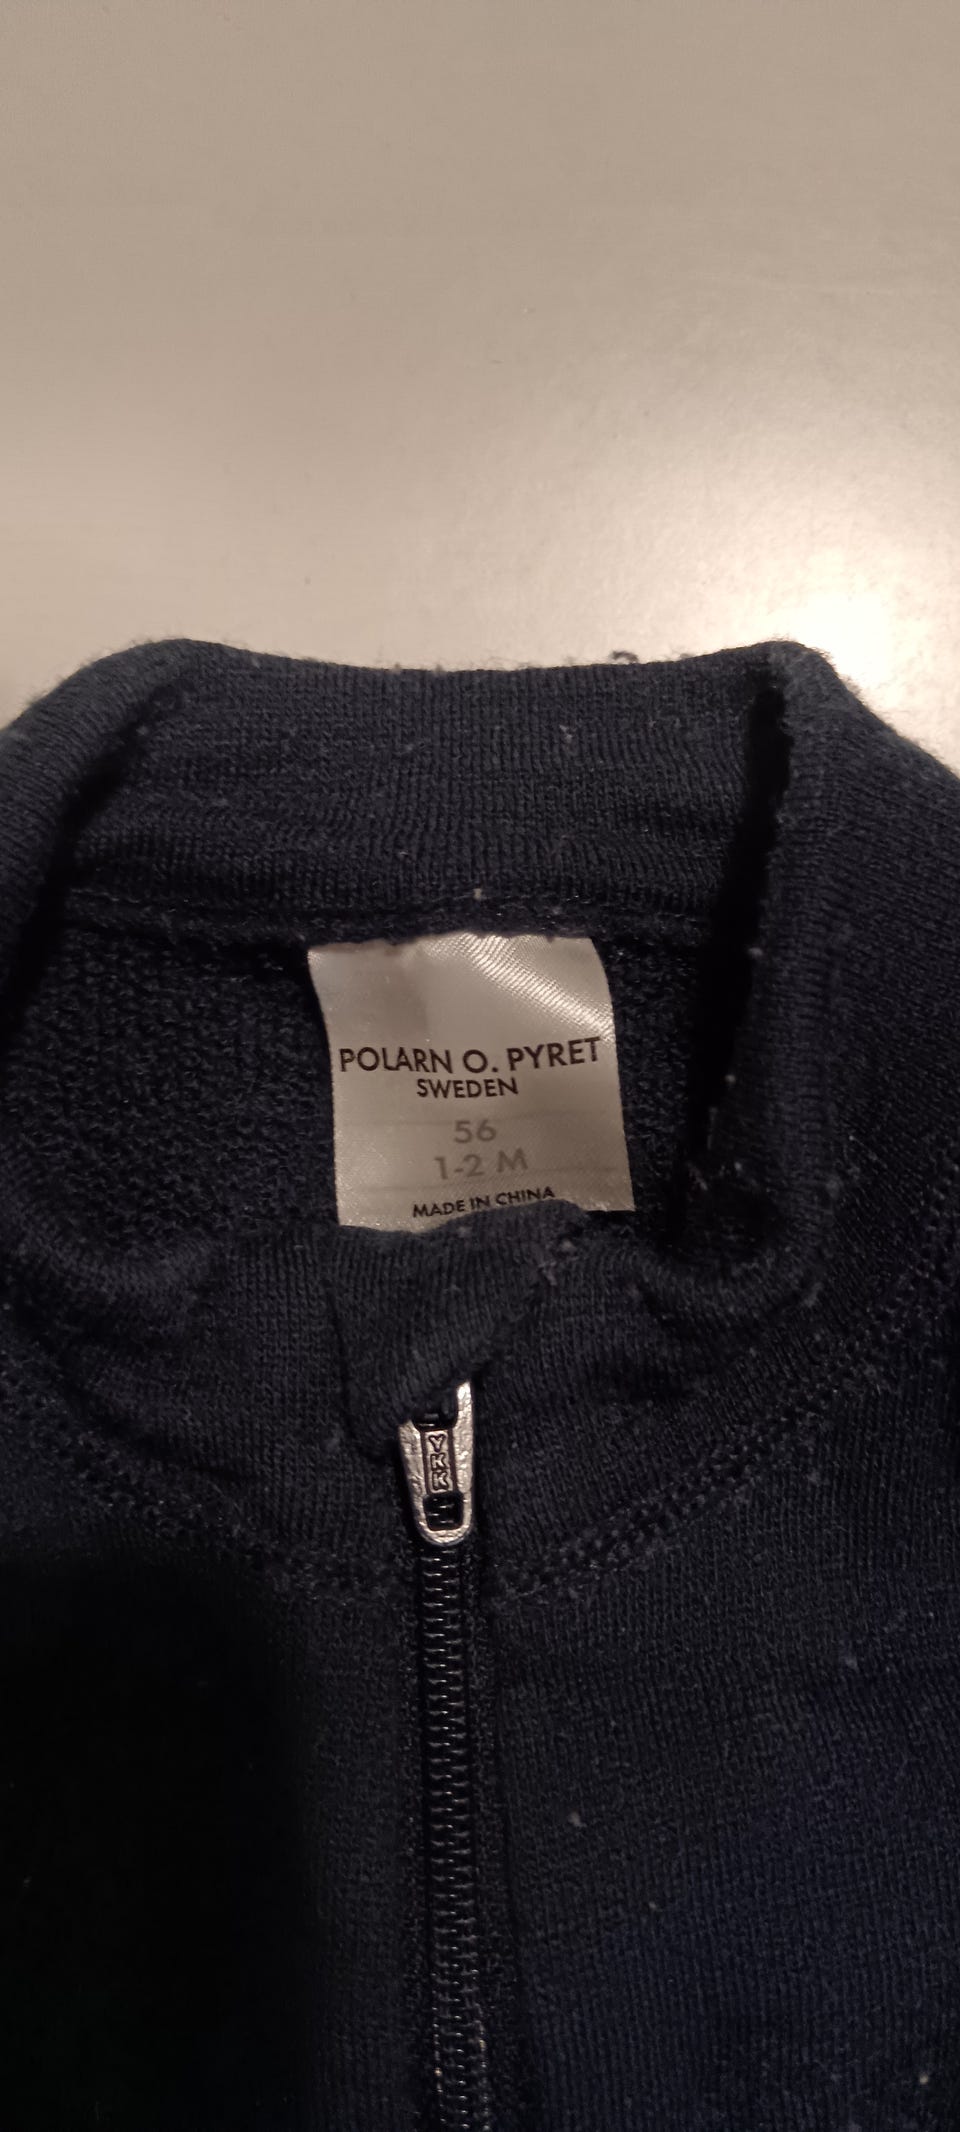 POLARN O. PYRET
SWEDEN
56
1-2 M
MADE IN CHINA
YKK